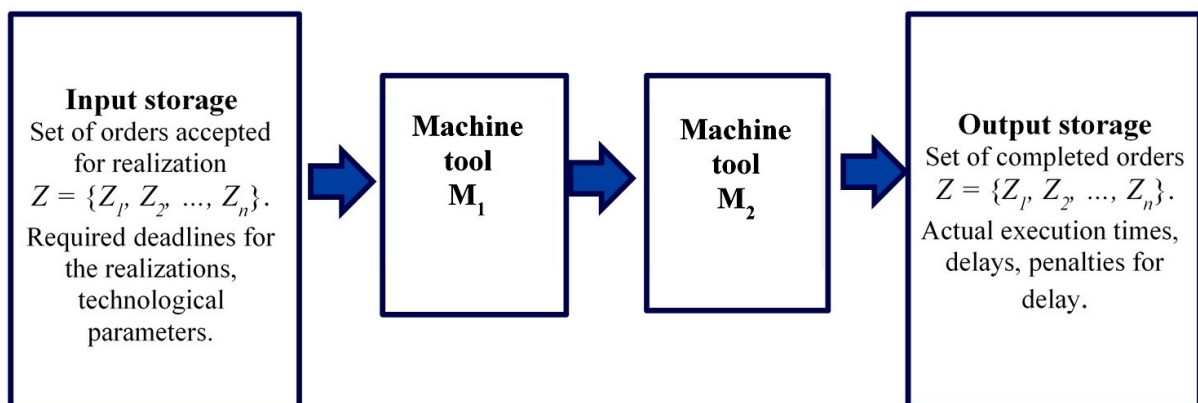 Input storage
Set of orders accepted
for realization
Z = {Z₁, Z₂, ..., Zₙ}.
Required deadlines for
the realizations,
technological
parameters.
Machine
tool
M₁
Machine
tool
M₂
Output storage
Set of completed orders
Z = {Z₁, Z₂, ..., Zₙ}.
Actual execution times,
delays, penalties for
delay.